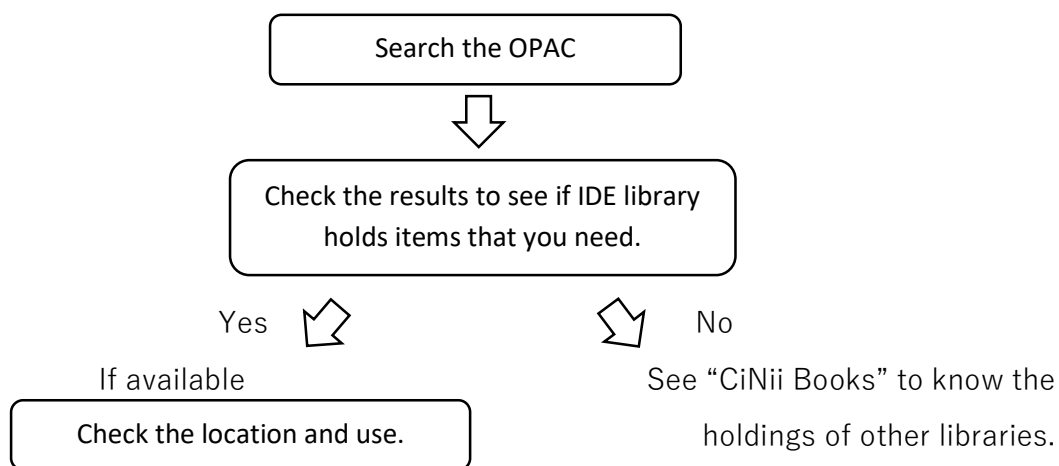 Search the OPAC
Check the results to see if IDE library
holds items that you need.
Yes
No
If available
See “CiNii Books” to know the
Check the location and use.
holdings of other libraries.